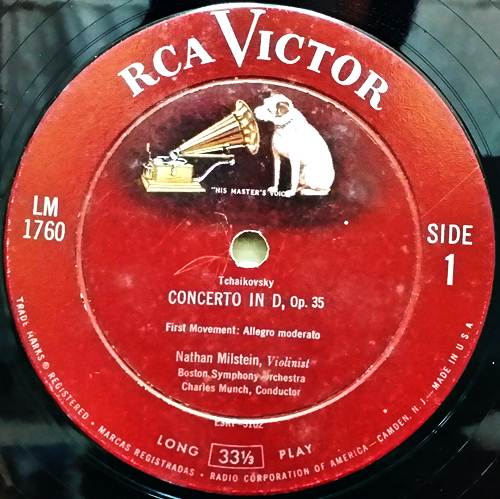 RCA VICTOR
"HIS MASTER'S VOICE"
LM
1760
SIDE
1
Tchaikovsky
CONCERTO IN D, Op. 35
First Movement: Allegro moderato
Nathan Milstein, Violinist
Boston Symphony Orchestra
Charles Munch, Conductor
LONG 33⅓ PLAY
TRADE MARKS ® REGISTERED • MARCAS REGISTRADAS • RADIO CORPORATION OF AMERICA—CAMDEN, N.J.—MADE IN U.S.A.